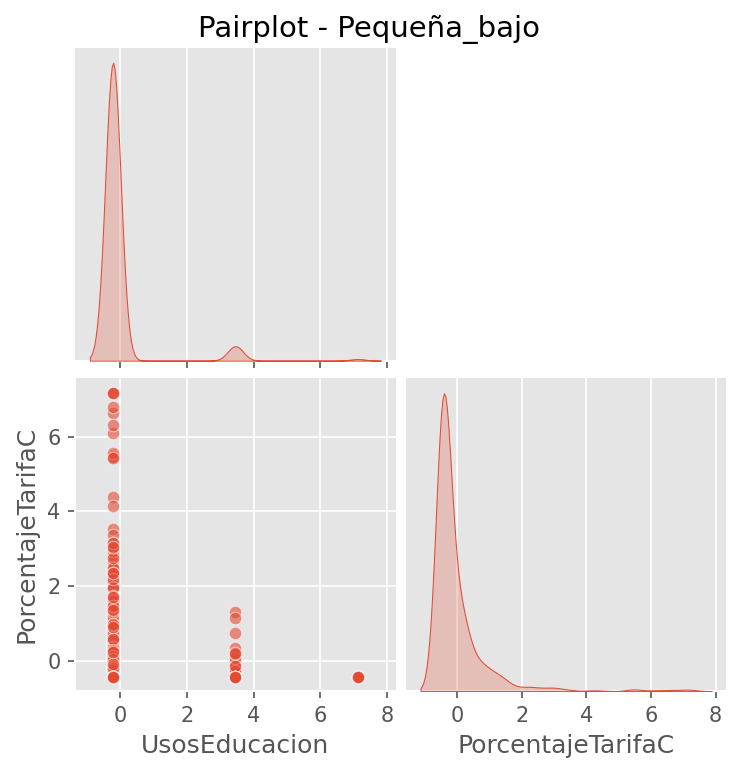 Pairplot - Pequeña_bajo
PorcentajeTarifaC
6
4
2
0
0 2 4 6 8
UsosEducacion
0 2 4 6 8
PorcentajeTarifaC